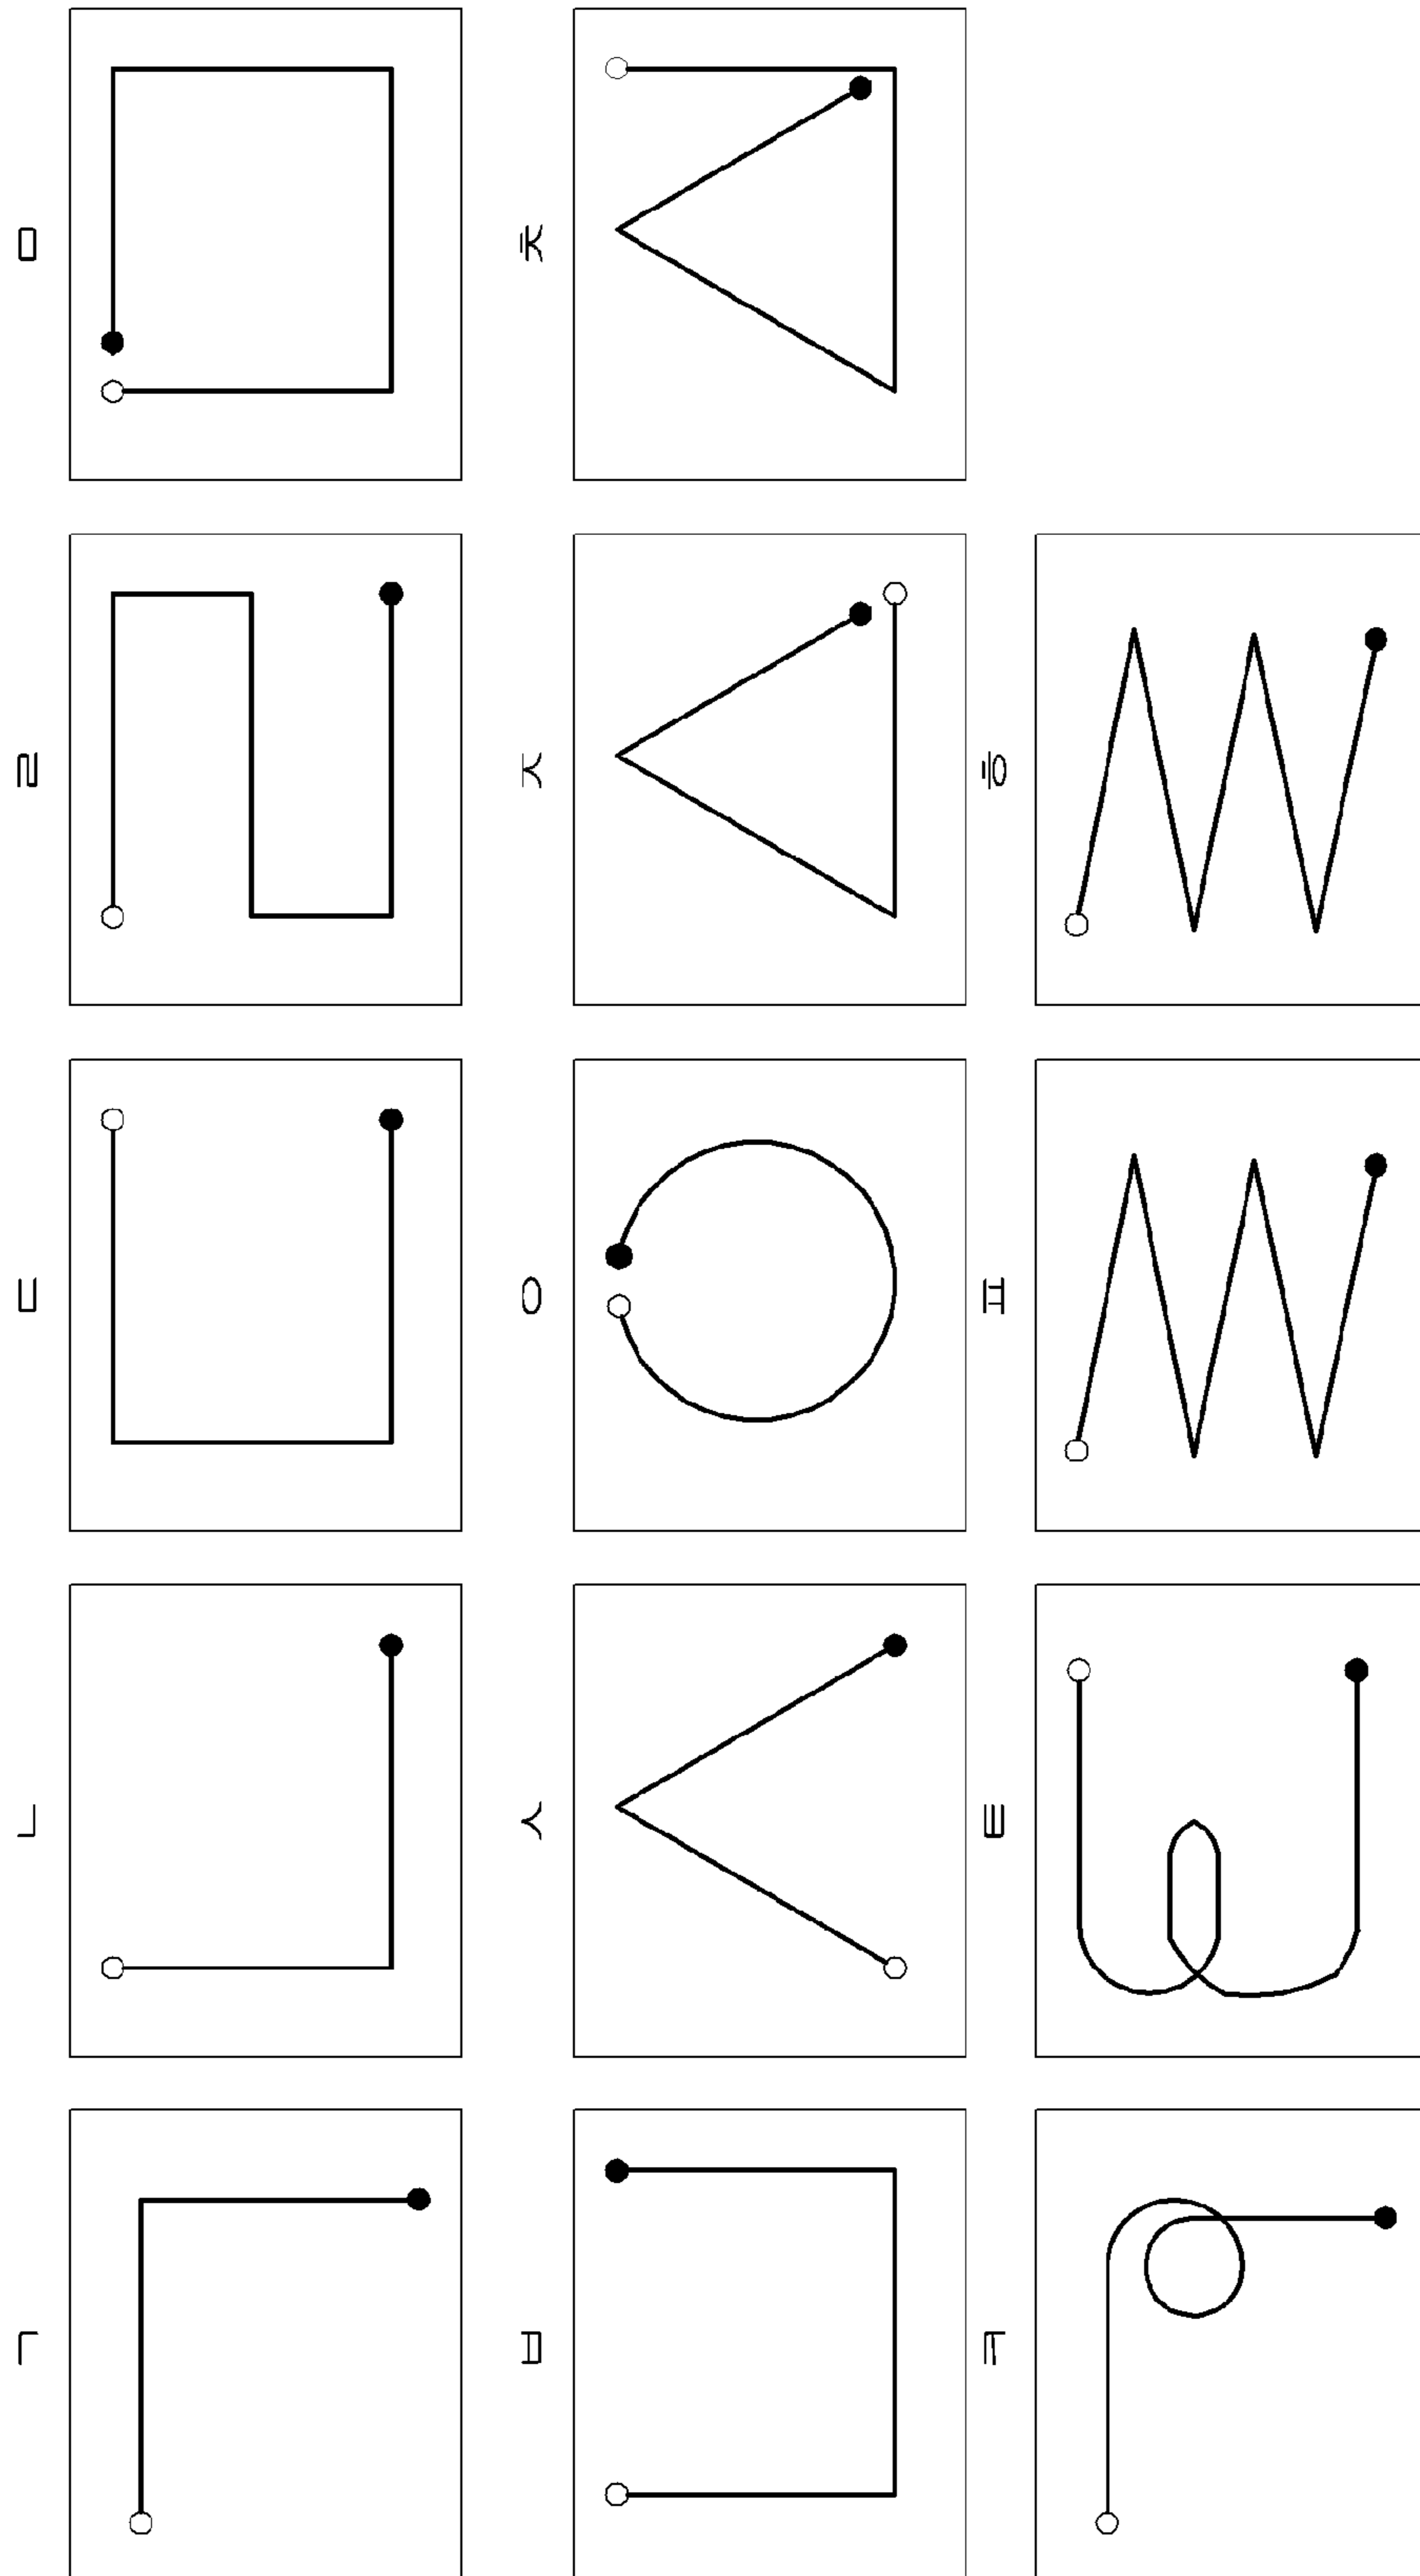 ㄱ ㄴ ㄷ ㄹ ㅁ
ㅂ ㅅ ㅇ ㅈ ㅊ
ㅋ ㅌ ㅍ ㅎ